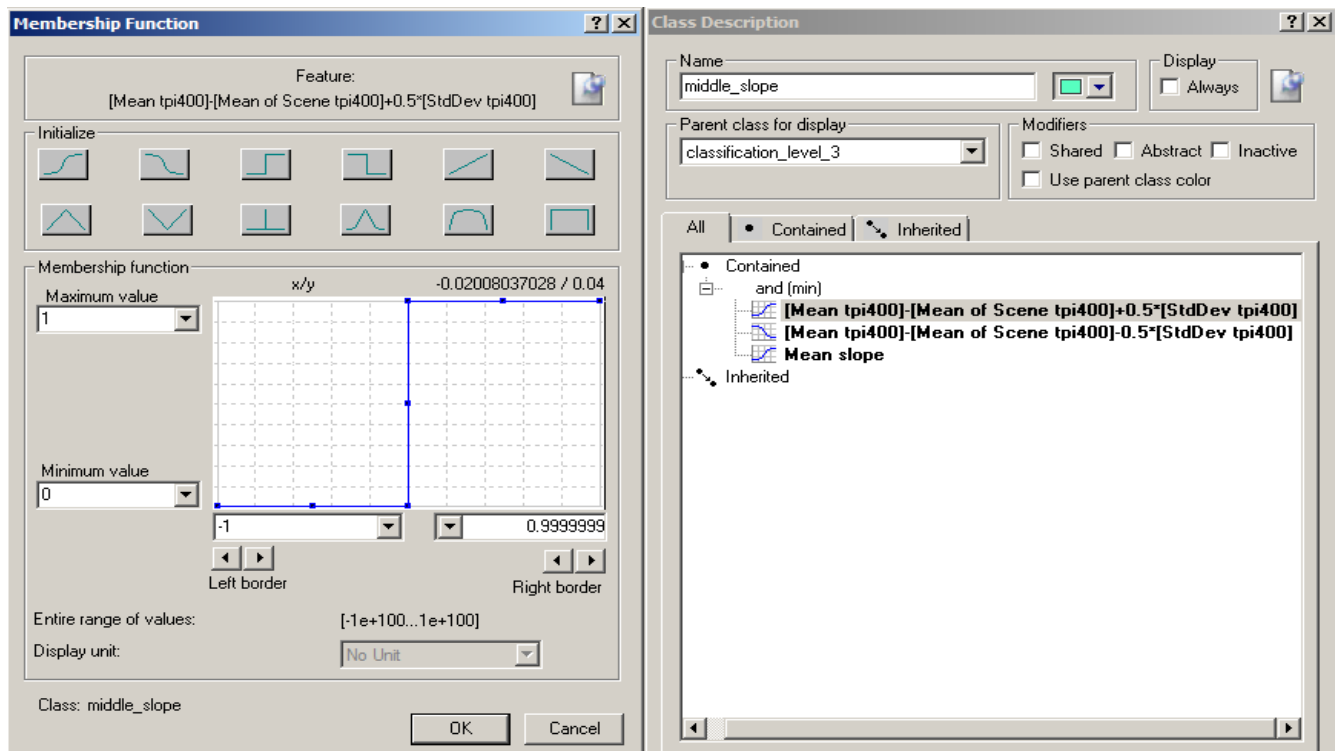 Membership Function
Feature:
[Mean tpi400]-[Mean of Scene tpi400]+0.5*[StdDev tpi400]
Initialize
Membership function
Maximum value
x/y
-0.02008037028 / 0.04
1
Minimum value
0
-1
0.9999999
Left border
Right border
Entire range of values:
[-1e+100...1e+100]
Display unit:
No Unit
Class: middle_slope
OK
Cancel
Class Description
Name
middle_slope
Display
Always
Parent class for display
classification_level_3
Modifiers
Shared
Abstract
Inactive
Use parent class color
All
Contained
Inherited
Contained
and (min)
[Mean tpi400]-[Mean of Scene tpi400]+0.5*[StdDev tpi400]
[Mean tpi400]-[Mean of Scene tpi400]-0.5*[StdDev tpi400]
Mean slope
Inherited